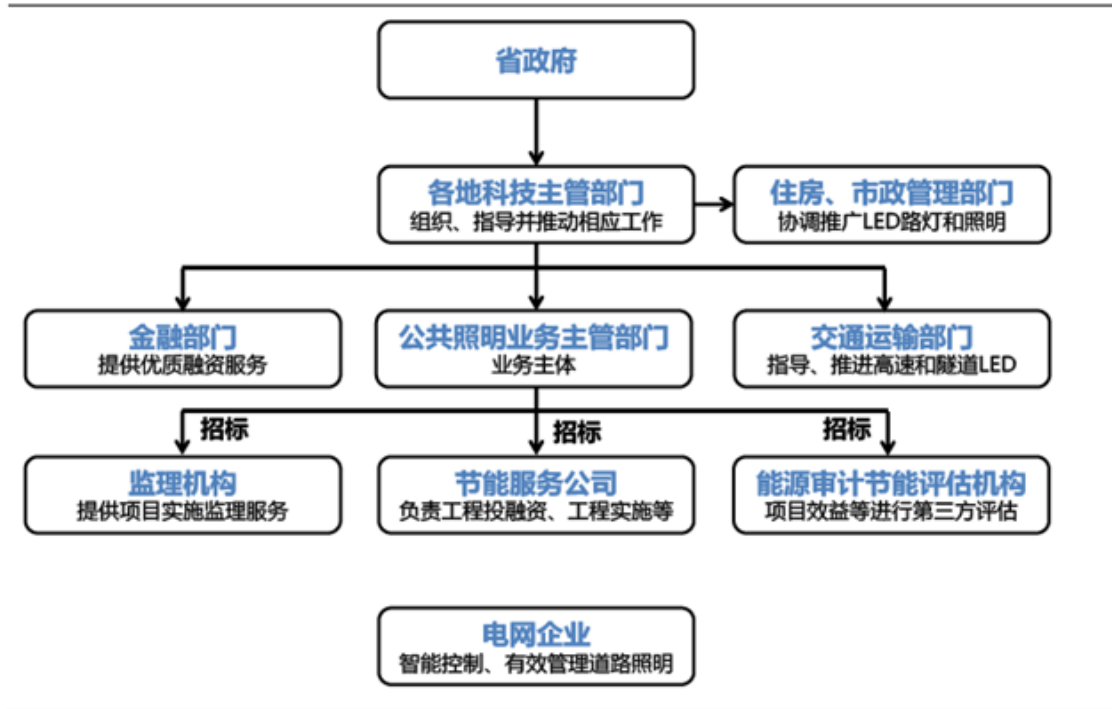 省政府
各地科技主管部门
组织、指导并推动相应工作
住房、市政管理部门
协调推广LED路灯和照明
金融部门
提供优质融资服务
公共照明业务主管部门
业务主体
交通运输部门
指导、推进高速和隧道LED
招标
招标
招标
监理机构
提供项目实施监理服务
节能服务公司
负责工程投融资、工程实施等
能源审计节能评估机构
项目效益等进行第三方评估
电网企业
智能控制、有效管理道路照明